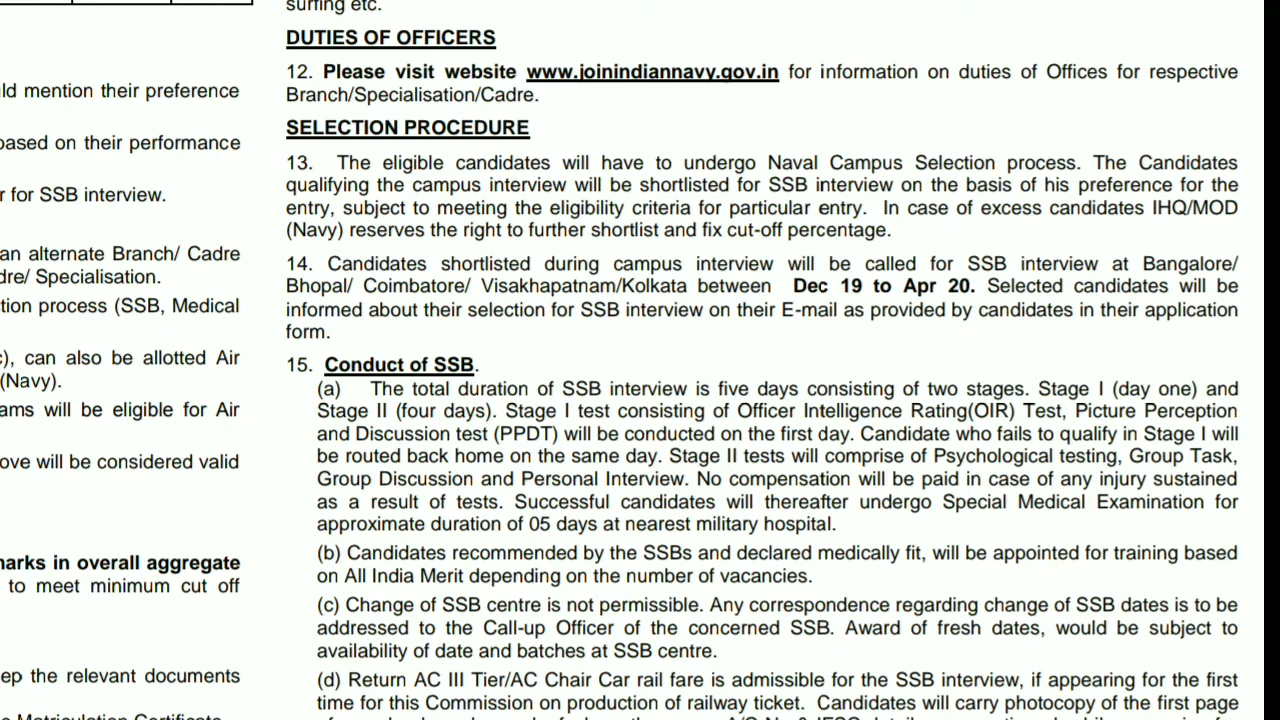 ld mention their preference
based on their performance
r for SSB interview.
an alternate Branch/ Cadre
dre/ Specialisation.
tion process (SSB, Medical
c), can also be allotted Air
(Navy).
ams will be eligible for Air
ove will be considered valid
narks in overall aggregate
to meet minimum cut off
ep the relevant documents
surfing etc.
DUTIES OF OFFICERS
12. Please visit website www.joinindiannavy.gov.in for information on duties of Offices for respective
Branch/Specialisation/Cadre.
SELECTION PROCEDURE
13. The eligible candidates will have to undergo Naval Campus Selection process. The Candidates
qualifying the campus interview will be shortlisted for SSB interview on the basis of his preference for the
entry, subject to meeting the eligibility criteria for particular entry. In case of excess candidates IHQ/MOD
(Navy) reserves the right to further shortlist and fix cut-off percentage.
14. Candidates shortlisted during campus interview will be called for SSB interview at Bangalore/
Bhopal/ Coimbatore/ Visakhapatnam/Kolkata between Dec 19 to Apr 20. Selected candidates will be
informed about their selection for SSB interview on their E-mail as provided by candidates in their application
form.
15. Conduct of SSB.
(a) The total duration of SSB interview is five days consisting of two stages. Stage I (day one) and
Stage II (four days). Stage I test consisting of Officer Intelligence Rating(OIR) Test, Picture Perception
and Discussion test (PPDT) will be conducted on the first day. Candidate who fails to qualify in Stage I will
be routed back home on the same day. Stage II tests will comprise of Psychological testing, Group Task,
Group Discussion and Personal Interview. No compensation will be paid in case of any injury sustained
as a result of tests. Successful candidates will thereafter undergo Special Medical Examination for
approximate duration of 05 days at nearest military hospital.
(b) Candidates recommended by the SSBs and declared medically fit, will be appointed for training based
on All India Merit depending on the number of vacancies.
(c) Change of SSB centre is not permissible. Any correspondence regarding change of SSB dates is to be
addressed to the Call-up Officer of the concerned SSB. Award of fresh dates, would be subject to
availability of date and batches at SSB centre.
(d) Return AC III Tier/AC Chair Car rail fare is admissible for the SSB interview, if appearing for the first
time for this Commission on production of railway ticket. Candidates will carry photocopy of the first page